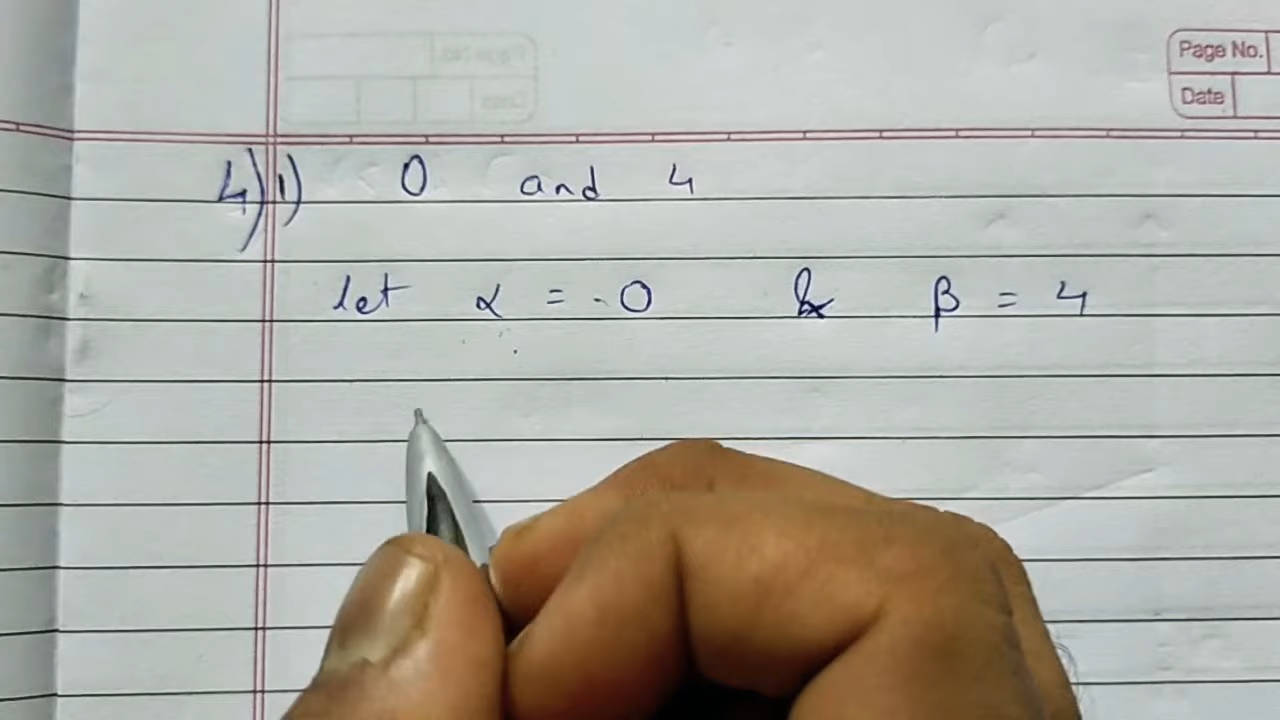 Page No.
Date
4) 1) 0 and 4
let α = 0 & β = 4